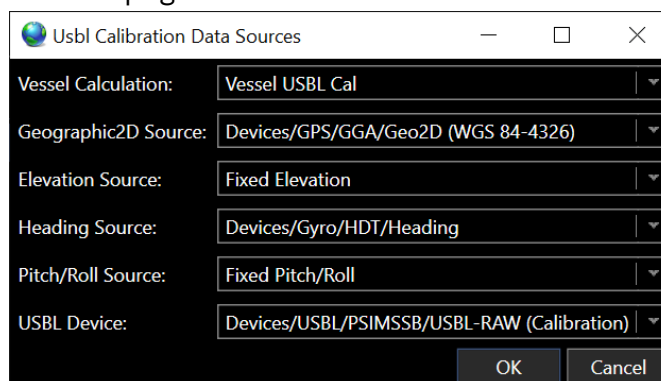 Usbl Calibration Data Sources
Vessel Calculation: Vessel USBL Cal
Geographic2D Source: Devices/GPS/GGA/Geo2D (WGS 84-4326)
Elevation Source: Fixed Elevation
Heading Source: Devices/Gyro/HDT/Heading
Pitch/Roll Source: Fixed Pitch/Roll
USBL Device: Devices/USBL/PSIMSSB/USBL-RAW (Calibration)
OK Cancel